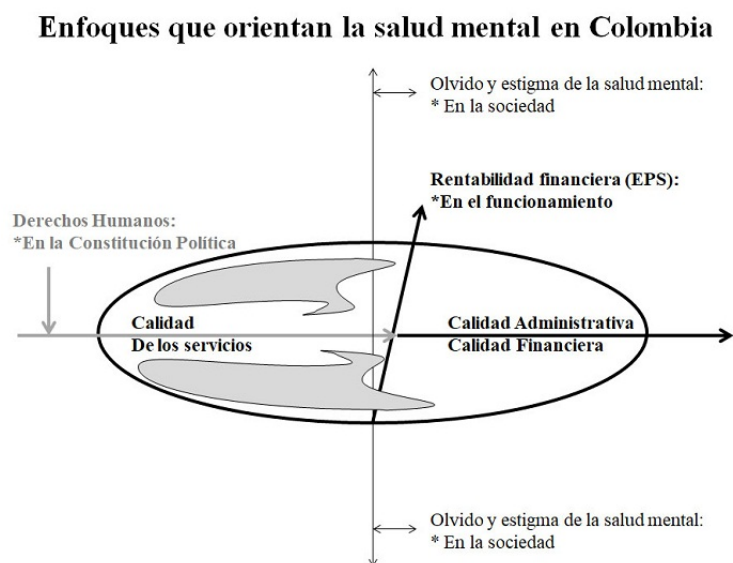 Enfoques que orientan la salud mental en Colombia
Olvido y estigma de la salud mental:
* En la sociedad
Rentabilidad financiera (EPS):
*En el funcionamiento
Derechos Humanos:
*En la Constitución Política
Calidad
De los servicios
Calidad Administrativa
Calidad Financiera
Olvido y estigma de la salud mental:
* En la sociedad